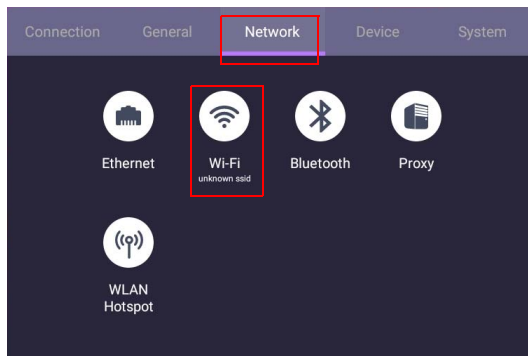 Connection General Network Device System
Ethernet Wi-Fi Bluetooth Proxy
unknown ssid
WLAN
Hotspot